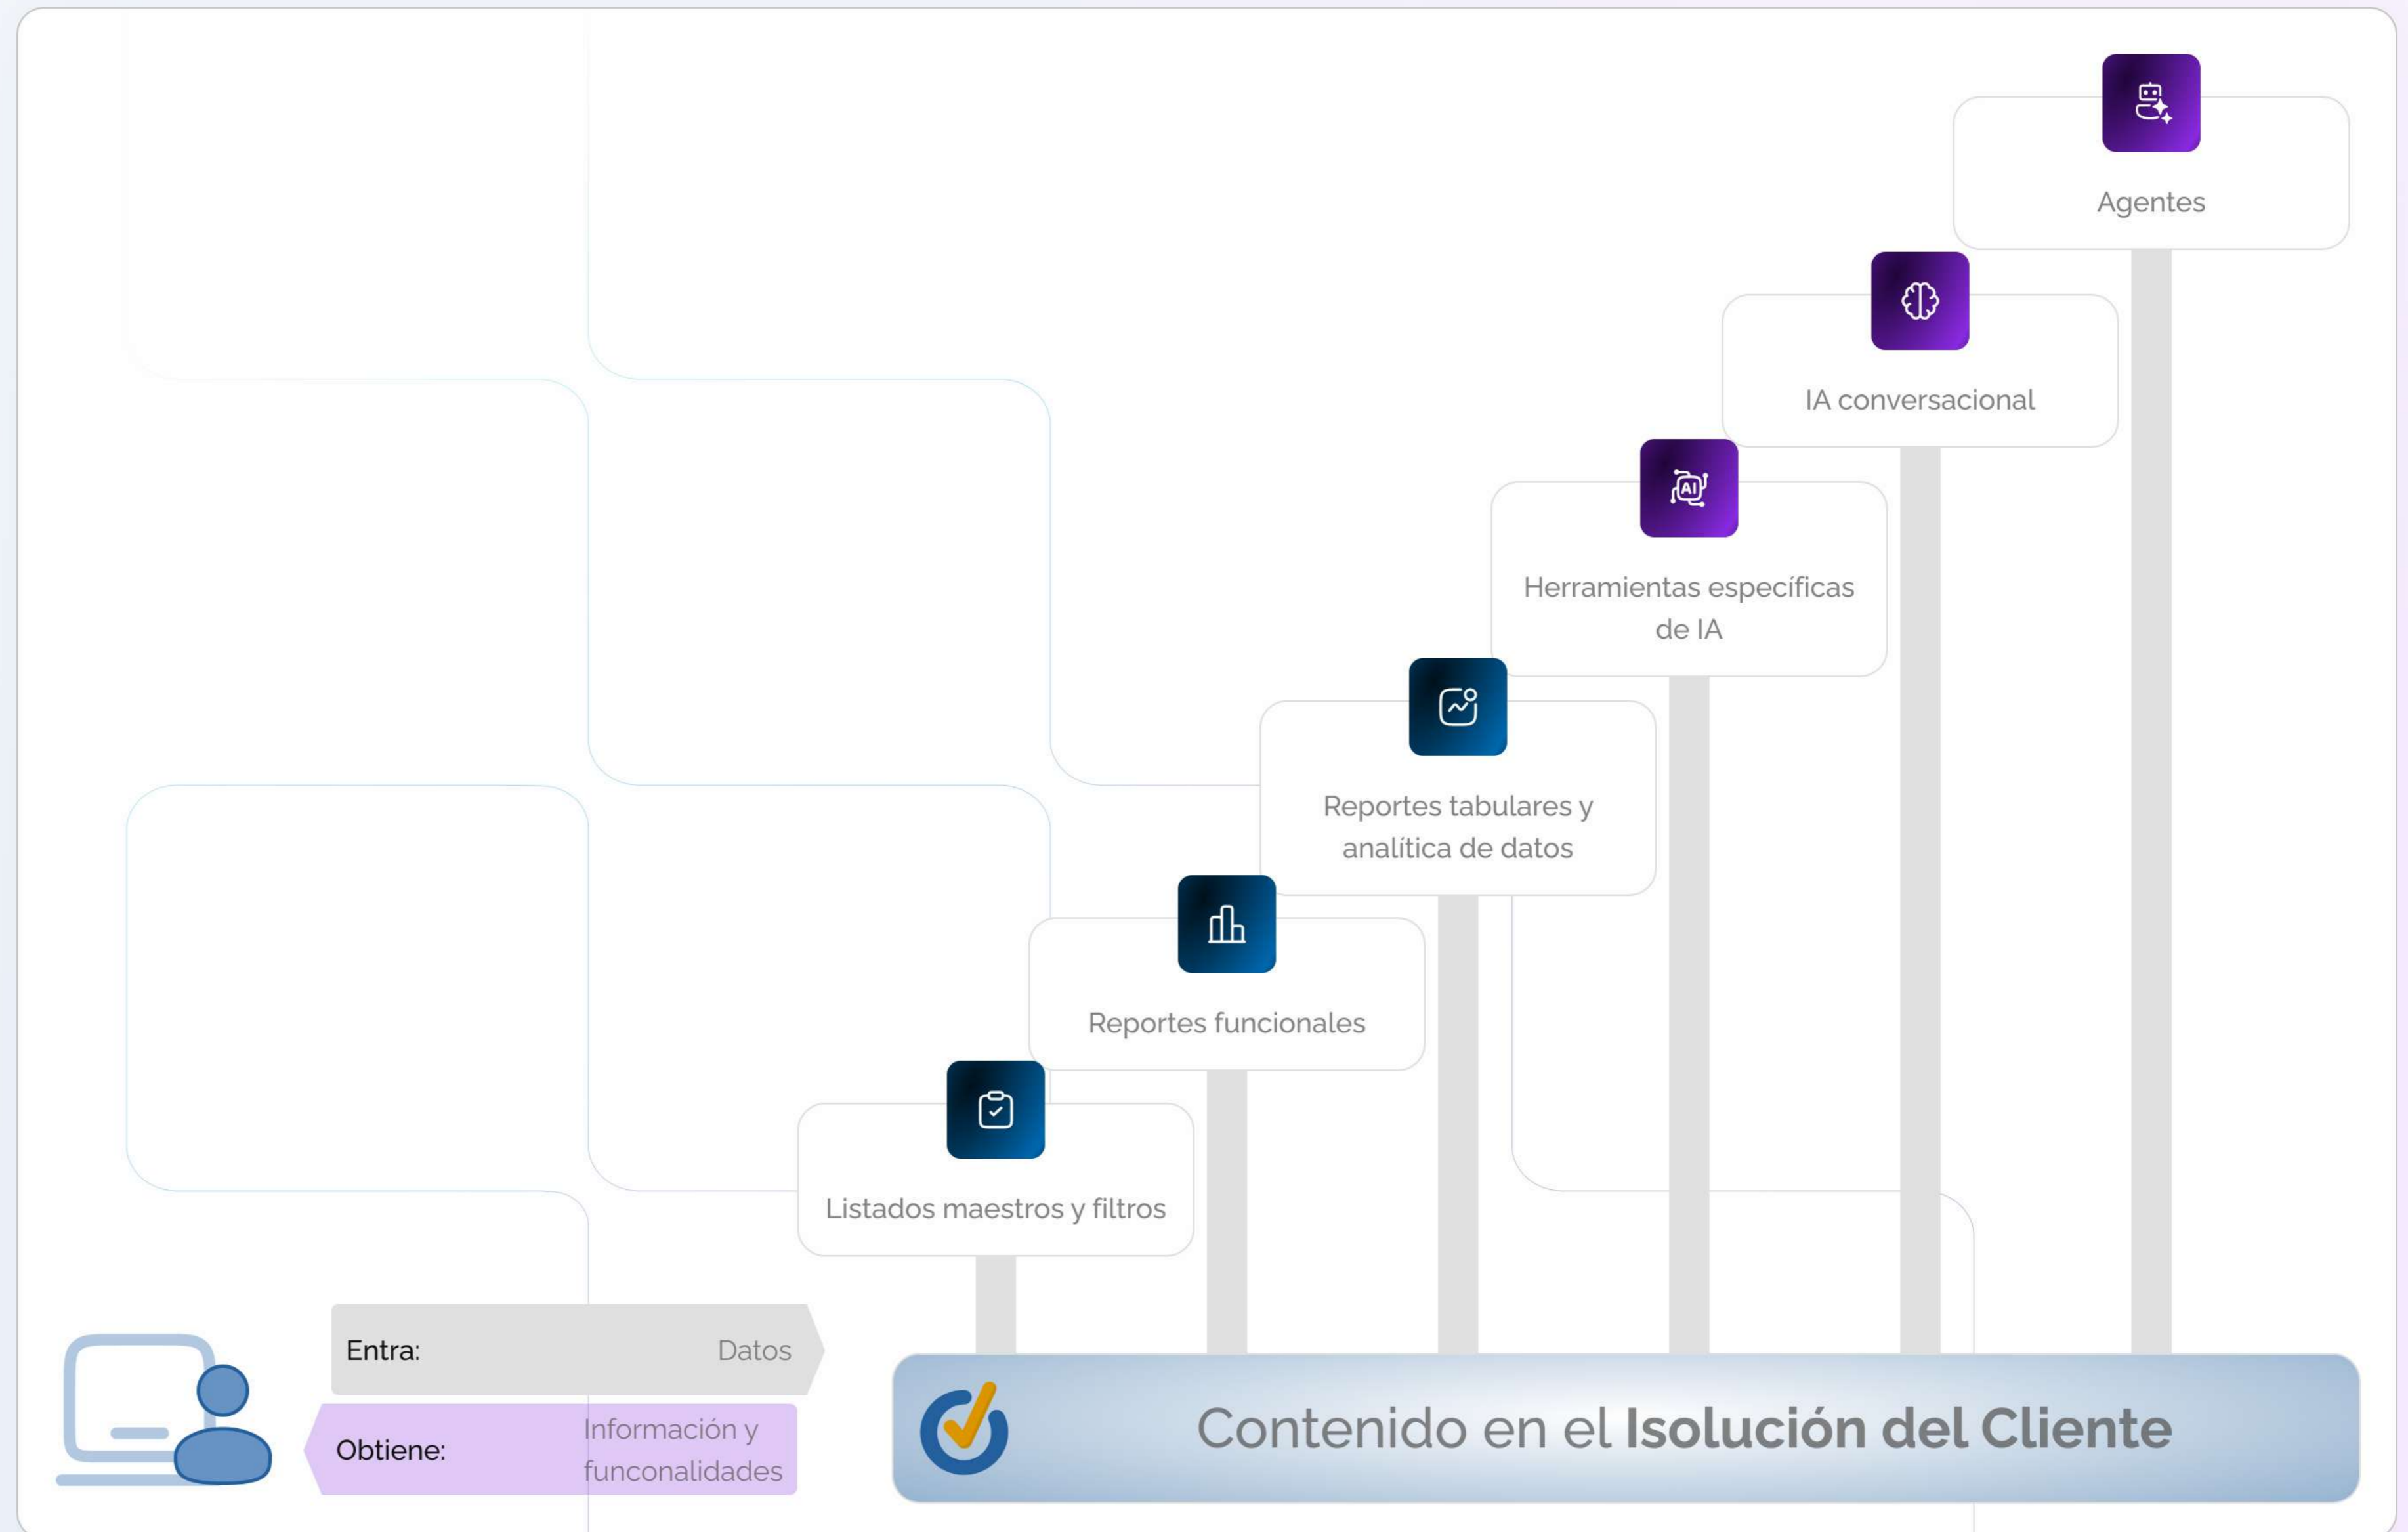 Agentes
IA conversacional
Herramientas específicas
de IA
Reportes tabulares y
analítica de datos
Reportes funcionales
Listados maestros y filtros
Entra: Datos
Obtiene: Información y
funconalidades
Contenido en el Isolución del Cliente
AI